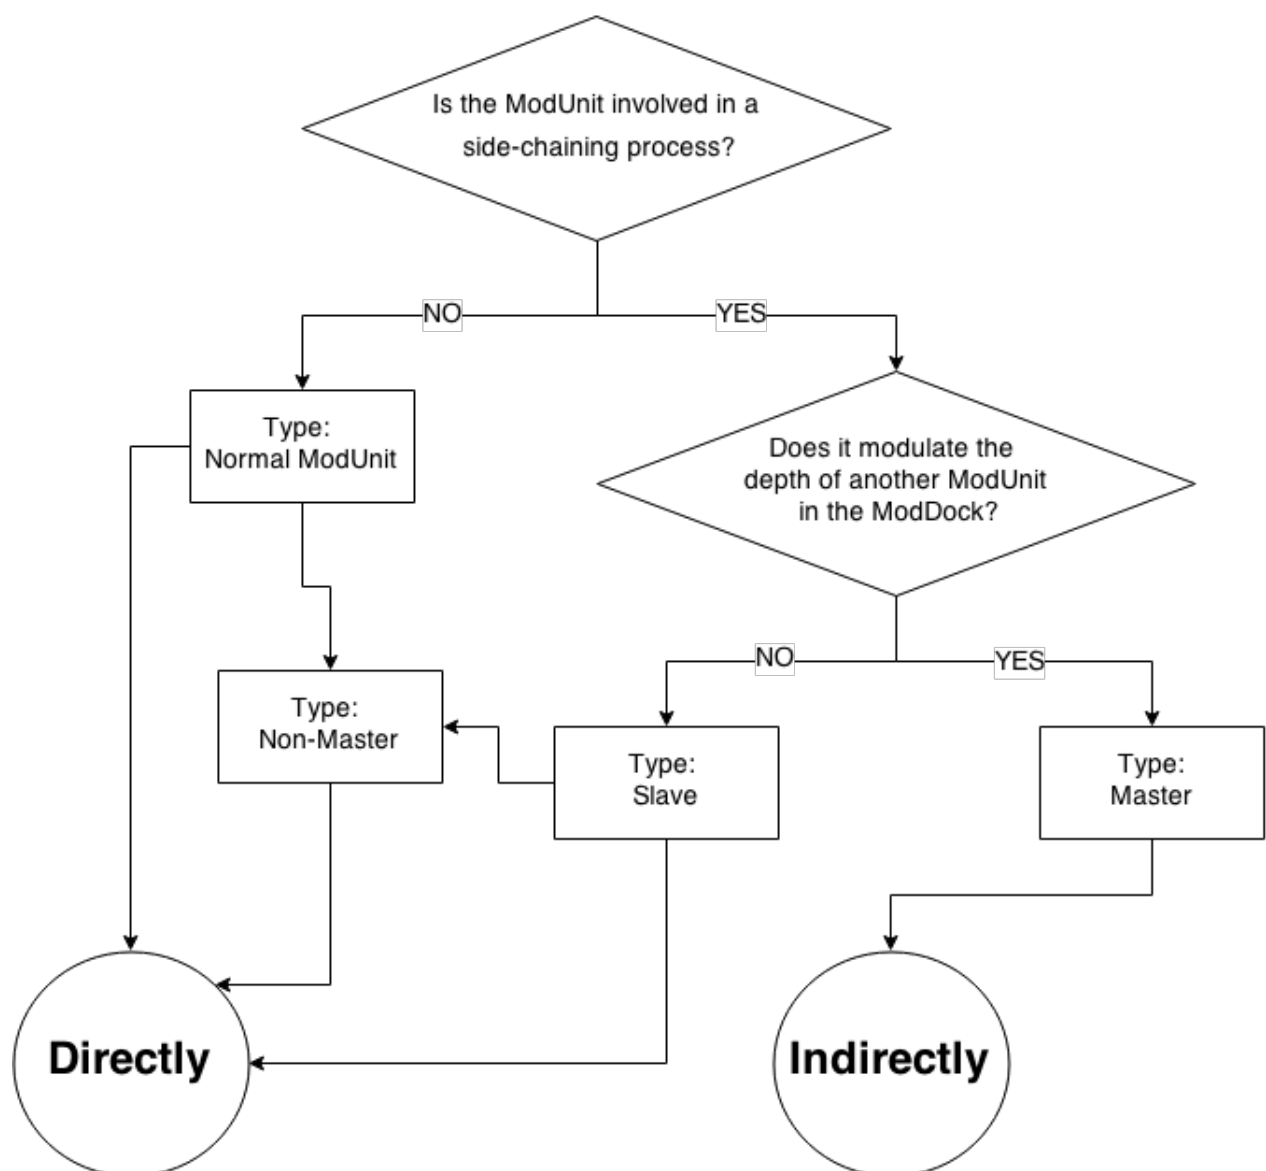 Is the ModUnit involved in a
side-chaining process?
NO
YES
Type:
Normal ModUnit
Does it modulate the
depth of another ModUnit
in the ModDock?
NO
YES
Type:
Non-Master
Type:
Slave
Type:
Master
Directly
Indirectly